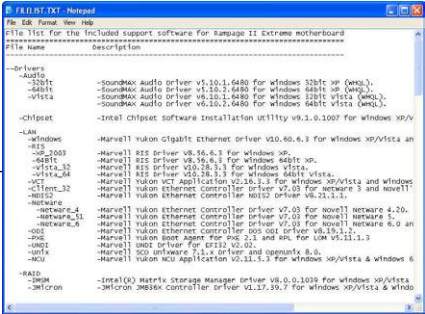 FILELIST.TXT - Notepad
File Edit Format View Help
File list for the included support software for Rampage II Extreme motherboard
File Name Description
--Drivers
-Audio
-32bit -SoundMAX Audio Driver v5.10.1.6480 for Windows 32bit XP (WHQL).
-64bit -SoundMAX Audio Driver v5.10.2.6480 for Windows 64bit XP (WHQL).
-Vista -SoundMAX Audio Driver v6.10.1.6480 for Windows 32bit Vista (WHQL).
-SoundMAX Audio Driver v6.10.2.6480 for Windows 64bit Vista (WHQL).
-Chipset -Intel Chipset Software Installation Utility v9.1.0.1007 for Windows XP/V
-LAN
-Windows -Marvell Yukon Gigabit Ethernet Driver V10.60.6.3 for Windows XP/Vista an
-RIS
-XP_2003 -Marvell RIS Driver V8.56.6.3 for Windows XP.
-64Bit -Marvell RIS Driver V8.56.6.3 for Windows 64bit XP.
-Vista_32 -Marvell RIS Driver V10.28.3.3 for Windows Vista.
-Vista_64 -Marvell RIS Driver V10.28.3.3 for Windows 64bit Vista.
-VCT -Marvell Yukon VCT Application V2.16.3.3 for Windows XP/Vista and Windows
-Client_32 -Marvell Yukon Ethernet Controller Driver v7.03 for Netware 3 and Novell'
-NDIS2 -Marvell Yukon Ethernet Controller NDIS2 Driver v8.21.1.1.
-Netware
-Netware_4 -Marvell Yukon Ethernet Controller Driver v7.03 for Novell Netware 4.20.
-Netware_51 -Marvell Yukon Ethernet Controller Driver v7.03 for Novell Netware 5.
-Netware_6 -Marvell Yukon Ethernet Controller Driver v7.03 for Novell Netware 6.0 an
-ODI -Marvell Yukon Ethernet Controller DOS ODI Driver v8.19.1.2.
-PXE -Marvell Yukon Boot Agent for PXE 2.1 and RPL for LOM v5.11.1.3
-UNDI -Marvell UNDI Driver for EFI32 V2.02.
-Unix -Marvell SCO Unixware 7.1.x Driver and Openunix 8.0.
-NCU -Marvell Yukon NCU Application V2.11.5.3 for Windows XP/Vista & Windows 6
-RAID
-IMSM -Intel(R) Matrix Storage Manager Driver V8.0.0.1039 for Windows XP/Vista
-JMicron -JMicron JMB36X Controller Driver V1.17.39.7 for Windows XP/Vista & Windo